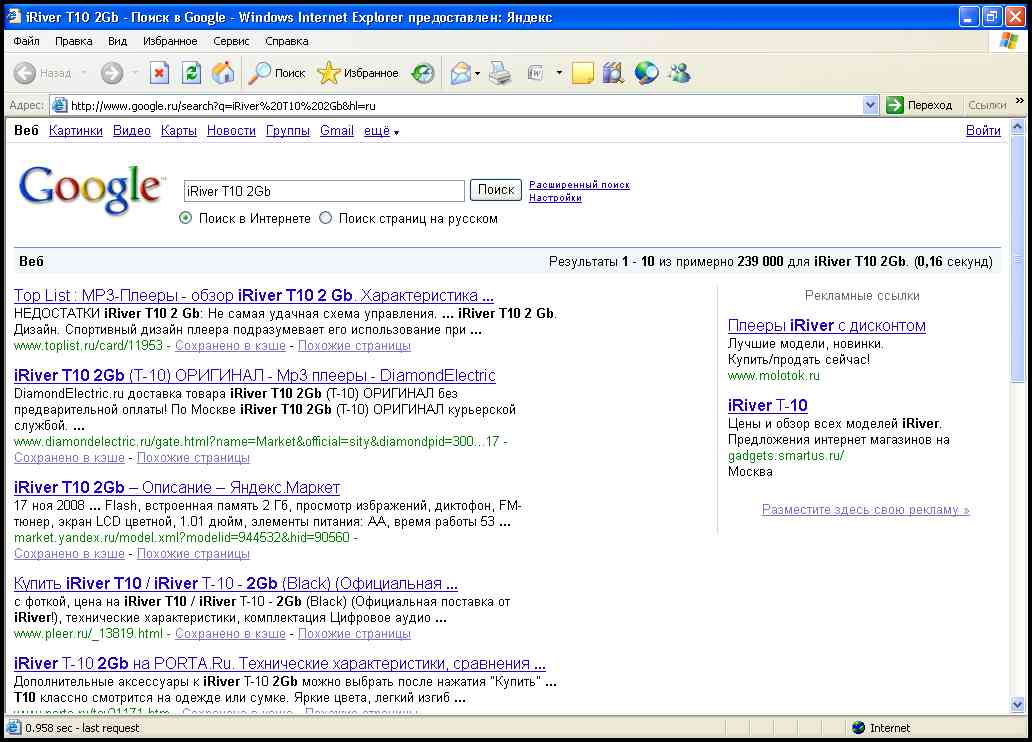 iRiver T10 2Gb - Поиск в Google - Windows Internet Explorer предоставлен: Яндекс
Файл Правка Вид Избранное Сервис Справка
Назад Поиск Избранное
Адрес: http://www.google.ru/search?q=iRiver%20T10%202Gb&hl=ru Переход Ссылки »
Веб Картинки Видео Карты Новости Группы Gmail ещё Войти
Google™ iRiver T10 2Gb Поиск Расширенный поиск
Настройки
Поиск в Интернете Поиск страниц на русском
Веб Результаты 1 - 10 из примерно 239 000 для iRiver T10 2Gb. (0,16 секунд)
Top List : MP3-Плееры - обзор iRiver T10 2 Gb. Характеристика ...
НЕДОСТАТКИ iRiver T10 2 Gb: Не самая удачная схема управления. ... iRiver T10 2 Gb.
Дизайн. Спортивный дизайн плеера подразумевает его использование при ...
www.toplist.ru/card/11953 - Сохранено в кэше - Похожие страницы
iRiver T10 2Gb (T-10) ОРИГИНАЛ - Mp3 плееры - DiamondElectric
DiamondElectric.ru доставка товара iRiver T10 2Gb (T-10) ОРИГИНАЛ без
предварительной оплаты! По Москве iRiver T10 2Gb (T-10) ОРИГИНАЛ курьерской
службой. ...
www.diamondelectric.ru/gate.html?name=Market&official=sity&diamondpid=300...17 -
Сохранено в кэше - Похожие страницы
iRiver T10 2Gb – Описание – Яндекс.Маркет
17 ноя 2008 ... Flash, встроенная память 2 Гб, просмотр избражений, диктофон, FM-
тюнер, экран LCD цветной, 1.01 дюйм, элементы питания: AA, время работы 53 ...
market.yandex.ru/model.xml?modelid=944532&hid=90560 -
Сохранено в кэше - Похожие страницы
Купить iRiver T10 / iRiver T-10 - 2Gb (Black) (Официальная ...
с фоткой, цена на iRiver T10 / iRiver T-10 - 2Gb (Black) (Официальная поставка от
iRiver!), технические характеристики, комплектация Цифровое аудио ...
www.pleer.ru/_13819.html - Сохранено в кэше - Похожие страницы
iRiver T-10 2Gb на PORTA.Ru. Технические характеристики, сравнения ...
Дополнительные аксессуары к iRiver T-10 2Gb можно выбрать после нажатия "Купить" ...
T10 классно смотрится на одежде или сумке. Яркие цвета, легкий изгиб ...
Сохранено в кэше - Похожие страницы
Рекламные ссылки
Плееры iRiver с дисконтом
Лучшие модели, новинки.
Купить/продать сейчас!
www.molotok.ru
iRiver T-10
Цены и обзор всех моделей iRiver.
Предложения интернет магазинов на
gadgets.smartus.ru/
Москва
Разместите здесь свою рекламу »
0.958 sec - last request Internet